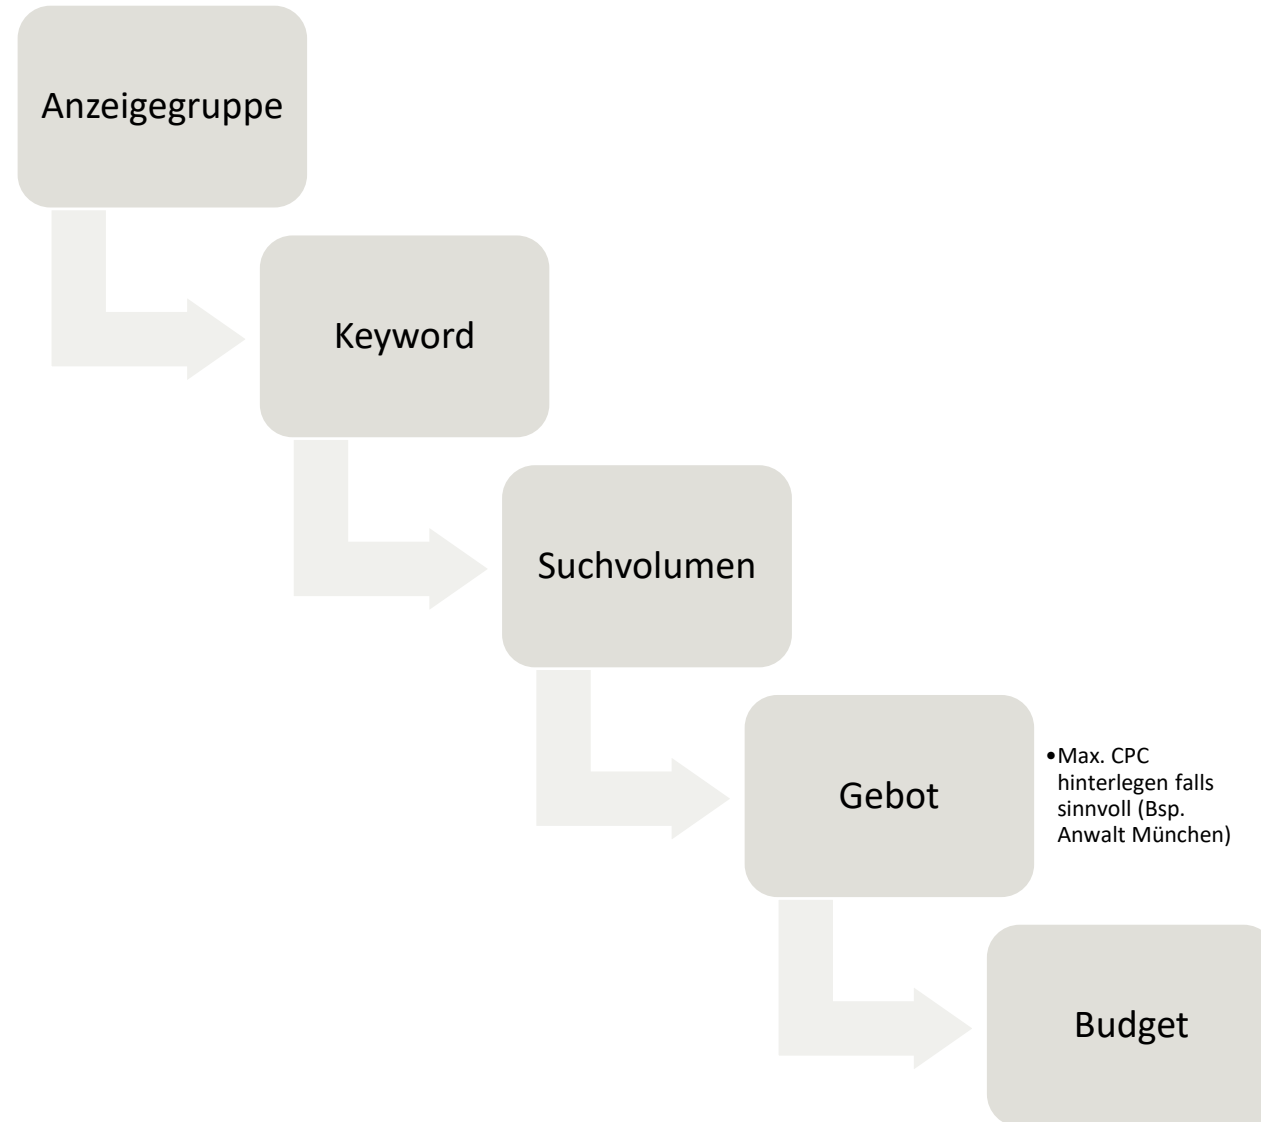 Anzeigegruppe
Keyword
Suchvolumen
Gebot
•Max. CPC
hinterlegen falls
sinnvoll (Bsp.
Anwalt München)
Budget